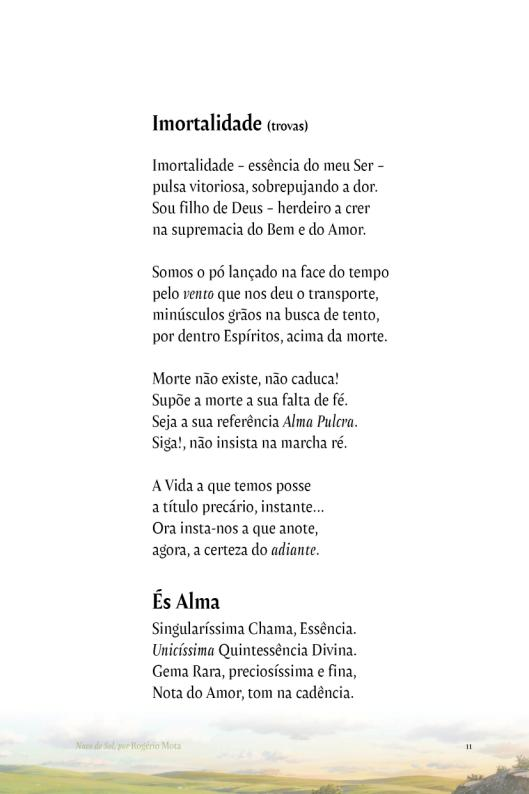 Imortalidade (trovas)
Imortalidade – essência do meu Ser –
pulsa vitoriosa, sobrepujando a dor.
Sou filho de Deus – herdeiro a crer
na supremacia do Bem e do Amor.
Somos o pó lançado na face do tempo
pelo vento que nos deu o transporte,
minúsculos grãos na busca de tento,
por dentro Espíritos, acima da morte.
Morte não existe, não caduca!
Supõe a morte a sua falta de fé.
Seja a sua referência Alma Pulcra.
Siga!, não insista na marcha ré.
A Vida a que temos posse
a título precário, instante...
Ora insta-nos a que anote,
agora, a certeza do adiante.
És Alma
Singularíssima Chama, Essência.
Unicíssima Quintessência Divina.
Gema Rara, preciosíssima e fina,
Nota do Amor, tom na cadência.
de Sol, por Rogério Mota
11